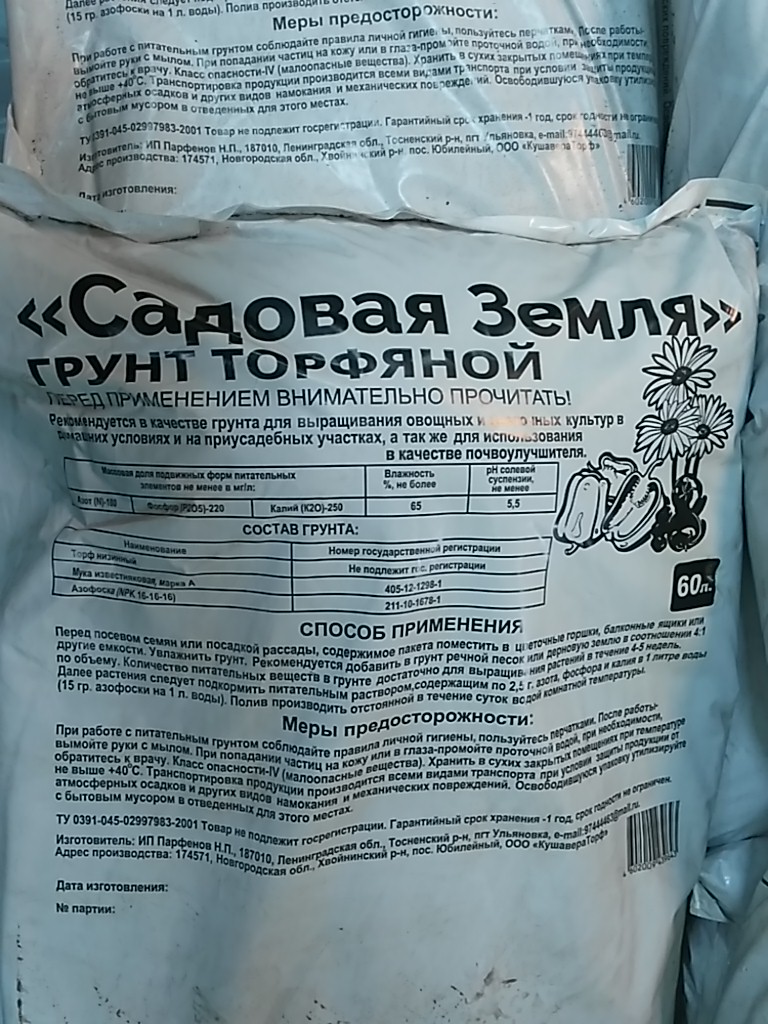 (15 гр. азофоски на 1 л. воды). Полив производить
Меры предосторожности:
При работе с питательным грунтом соблюдайте правила личной гигиены, пользуйтесь После работы-
вымойте руки с мылом. При попадании частиц на кожу или в проточной водой, при необходимости
обратитесь к врачу. Класс опасности-IV (малоопасные вещества). Хранить в сухих закрытых при
не выше +40°С. Транспортировка продукции производится всеми видами транспорта при условии защиты
атмосферных осадков и других видов намокания и механических Освободившуюся упаковку
с бытовым мусором в отведенных для этого местах.
ТУ 0391-045-02997983-2001 Товар не подлежит госрегистрации. Гарантийный срок хранения -1 год, срок годности не
Изготовитель: ИП Парфенов Н.П., 187010, Ленинградская обл., Тосненский р-н, пгт Ульяновка, e-mail:
Адрес производства: 174571, Новгородская обл., р-н, пос. Юбилейный, ООО «КушавераТорф»
изготовления:
«Садовая Земля»
ГРУНТ ТОРФЯНОЙ
ПЕРЕД ПРИМЕНЕНИЕМ ВНИМАТЕЛЬНО ПРОЧИТАТЬ!
Рекомендуется в качестве грунта для выращивания овощных и культур в
домашних условиях и на приусадебных участках, а так же для использования
в качестве почвоулучшителя.
Массовая доля подвижных форм питательных элементов не менее в мг/л: Влажность %, не более pH солевой суспензии, не менее
Азот (N)-180 Фосфор (P2O5)-220 Калий (K2O)-250 65 5,5
СОСТАВ ГРУНТА:
Наименование Номер государственной регистрации
Торф низинный Не подлежит гос. регистрации
Мука известняковая, марка А 405-12-1298-1
Азофоска (NPK 16-16-16) 211-10-1678-1
60л.
СПОСОБ ПРИМЕНЕНИЯ
Перед посевом семян или посадкой рассады, содержимое пакета поместить в цветочные горшки, балконные ящики или
другие емкости. Увлажнить грунт. Рекомендуется добавить в грунт речной песок или дерновую землю в соотношении 4:1
по объему. Количество питательных веществ в грунте достаточно для выращивания растений в течение 4-5 недель.
Далее растения следует подкормить питательным раствором,содержащим по 2,5 г. азота, фосфора и калия в 1 литре воды
(15 гр. азофоски на 1 л. воды). Полив производить отстоянной в течение суток водой комнатной температуры.
Меры предосторожности:
При работе с питательным грунтом соблюдайте правила личной гигиены, пользуйтесь перчатками. После работы-
вымойте руки с мылом. При попадании частиц на кожу или в глаза-промойте проточной водой, при необходимости,
обратитесь к врачу. Класс опасности-IV (малоопасные вещества). Хранить в сухих закрытых помещениях при температуре
не выше +40°С. Транспортировка продукции производится всеми видами транспорта при условии защиты продукции от
атмосферных осадков и других видов намокания и механических повреждений. Освободившуюся упаковку утилизируйте
с бытовым мусором в отведенных для этого местах.
ТУ 0391-045-02997983-2001 Товар не подлежит госрегистрации. Гарантийный срок хранения -1 год, срок годности не ограничен.
Изготовитель: ИП Парфенов Н.П., 187010, Ленинградская обл., Тосненский р-н, пгт Ульяновка, e-mail:9744463@mail.ru.
Адрес производства: 174571, Новгородская обл., Хвойнинский р-н, пос. Юбилейный, ООО «КушавераТорф»
Дата изготовления:
№ партии: